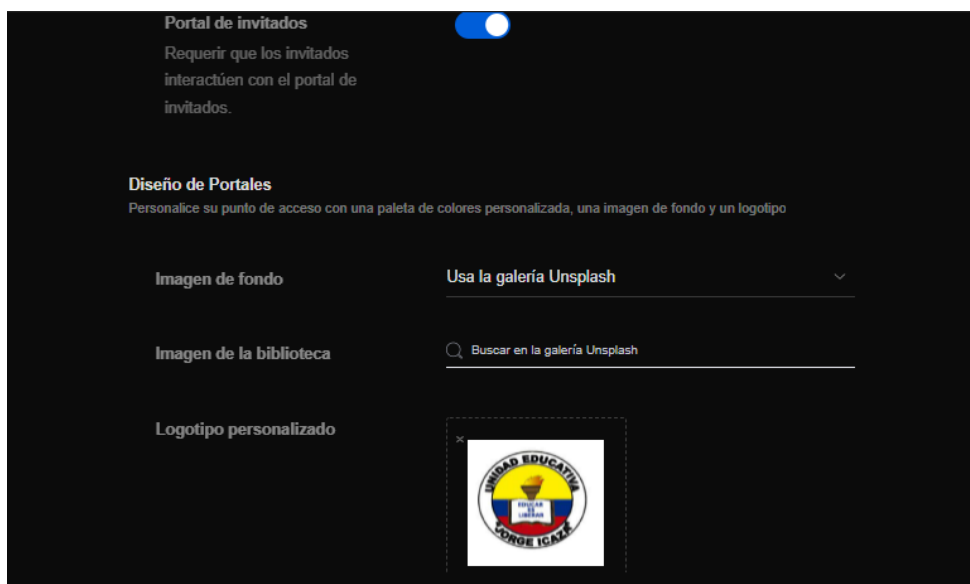 Portal de invitados
Requerir que los invitados
interactúen con el portal de
invitados.
Diseño de Portales
Personalice su punto de acceso con una paleta de colores personalizada, una imagen de fondo y un logotipo
Imagen de fondo
Usa la galería Unsplash
Imagen de la biblioteca
Buscar en la galería Unsplash
Logotipo personalizado
UNIDAD EDUCATIVA
EDUCAR
ES
LIBERAR
"JORGE ICAZA"